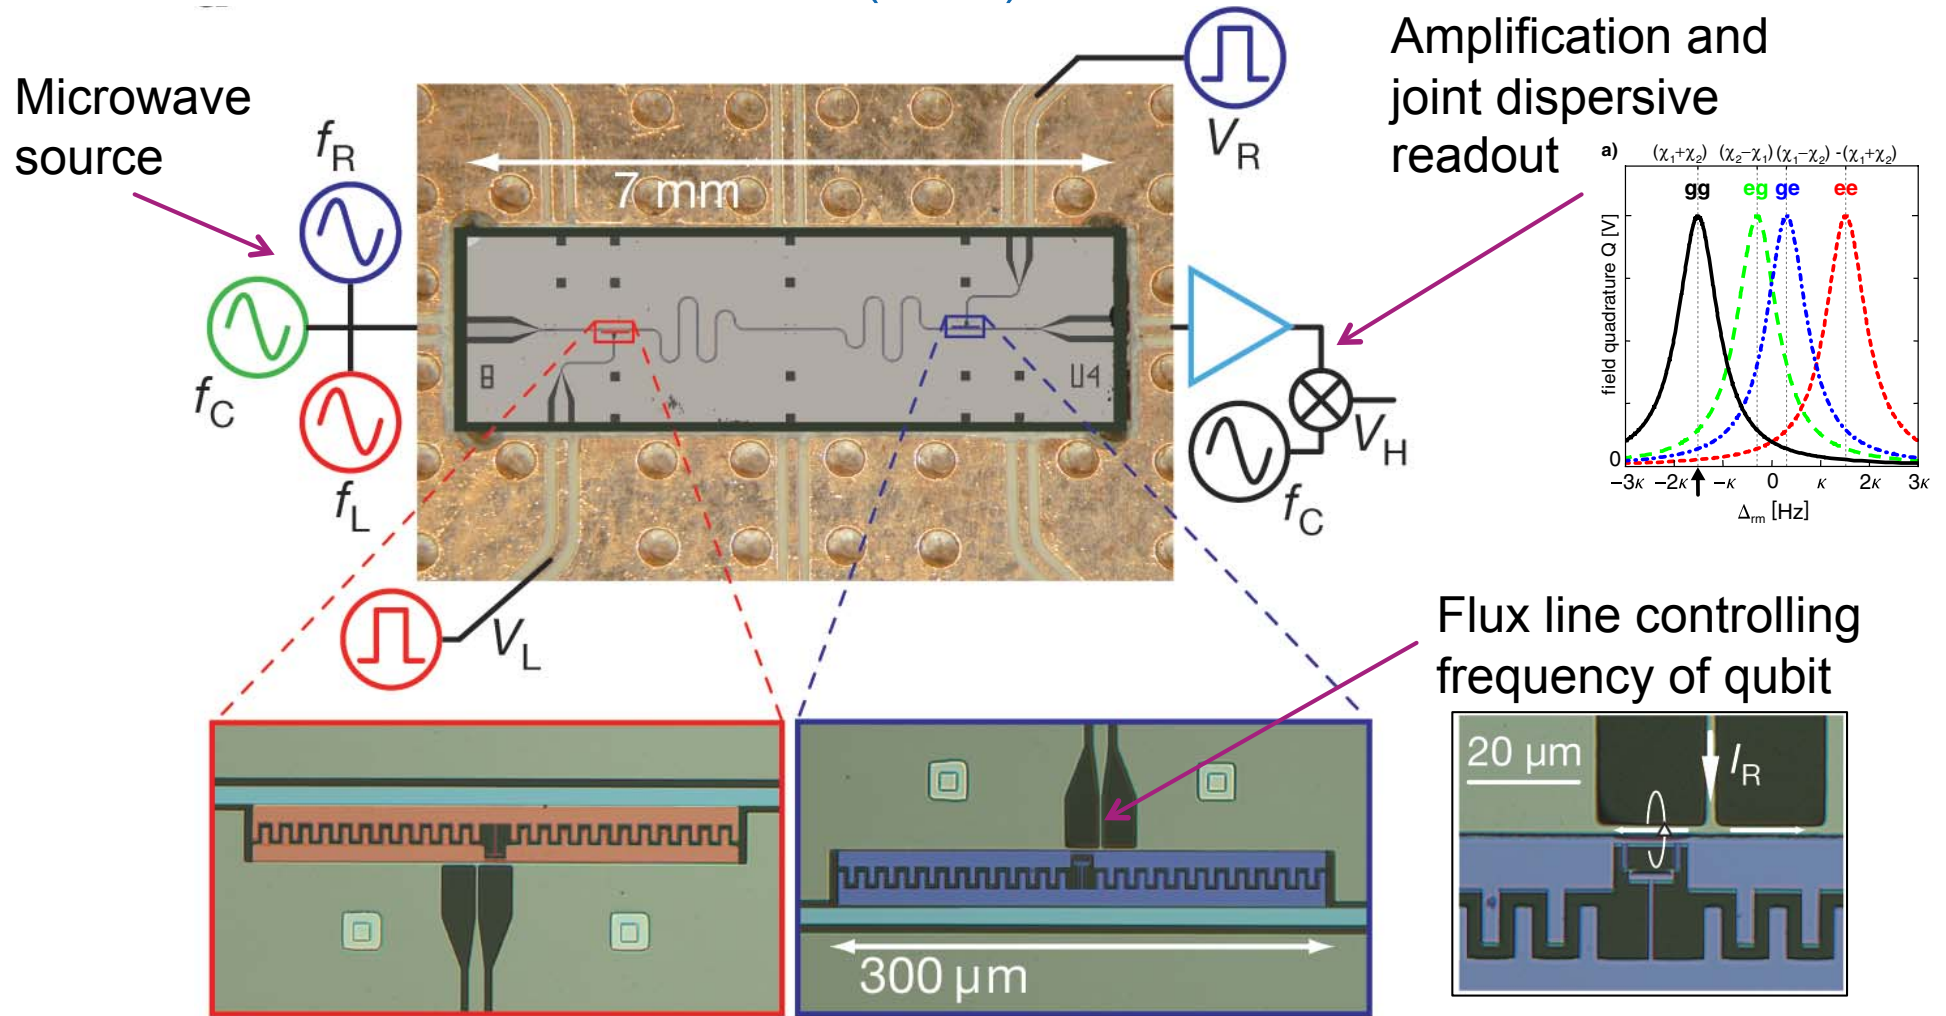 Microwave
source
f_R
f_C
f_L
7 mm
8
U4
V_R
V_L
Amplification and
joint dispersive
readout
V_H
f_C
a) (χ₁+χ₂) (χ₂−χ₁) (χ₁−χ₂) -(χ₁+χ₂)
gg eg ge ee
field quadrature Q [V]
0
−3κ −2κ −κ 0 κ 2κ 3κ
Δ_rm [Hz]
Flux line controlling
frequency of qubit
300 µm
20 µm
I_R